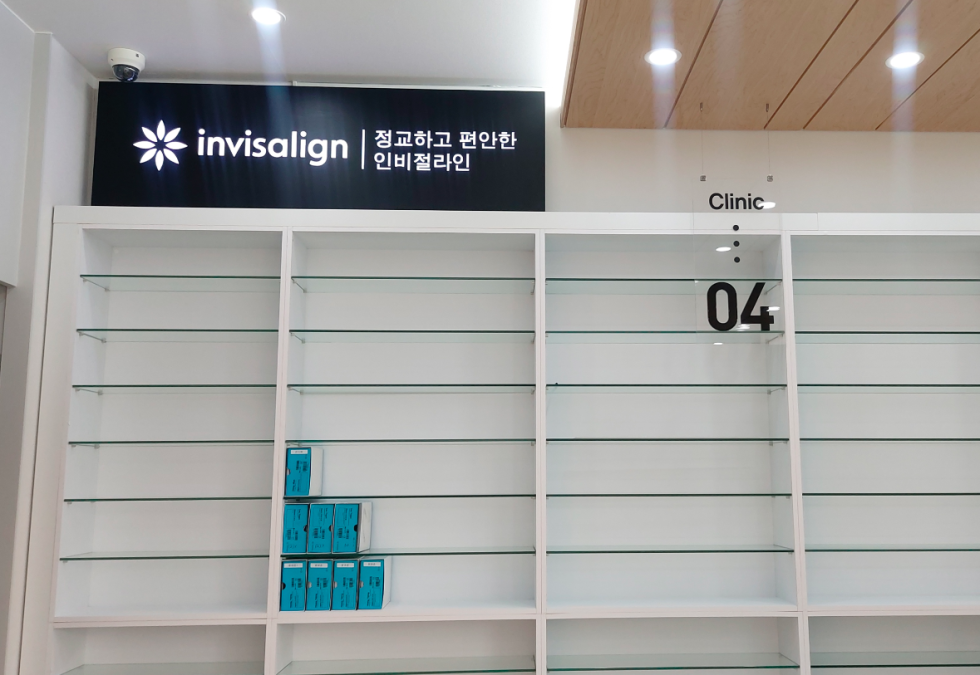 invisalign
정교하고 편안한
인비절라인
Clinic
04